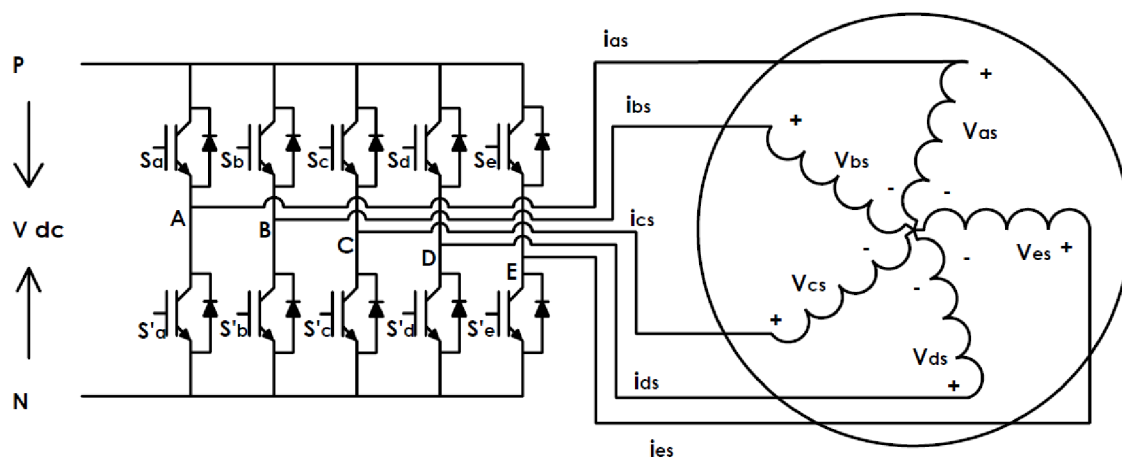 P
V dc
N
Sa
Sb
Sc
Sd
Se
A
B
C
D
E
S'a
S'b
S'c
S'd
S'e
ias
ibs
ics
ids
ies
+
Vas
-
+
Vbs
-
+
Vcs
-
-
Vds
+
-
Ves +